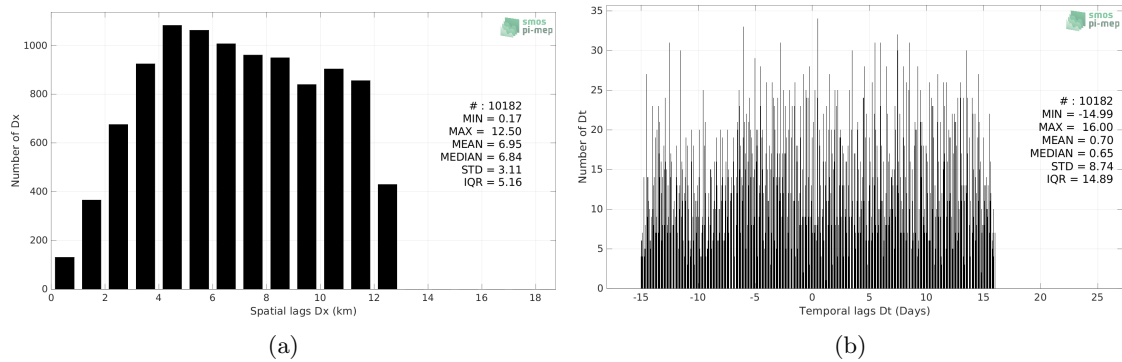 smos
pi-mep
1000
800
600
400
200
0
Number of Dx
# : 10182
MIN = 0.17
MAX = 12.50
MEAN = 6.95
MEDIAN = 6.84
STD = 3.11
IQR = 5.16
0 2 4 6 8 10 12 14 16 18
Spatial lags Dx (km)
(a)
smos
pi-mep
35
30
25
20
15
10
5
0
Number of Dt
# : 10182
MIN = -14.99
MAX = 16.00
MEAN = 0.70
MEDIAN = 0.65
STD = 8.74
IQR = 14.89
-15 -10 -5 0 5 10 15 20 25
Temporal lags Dt (Days)
(b)